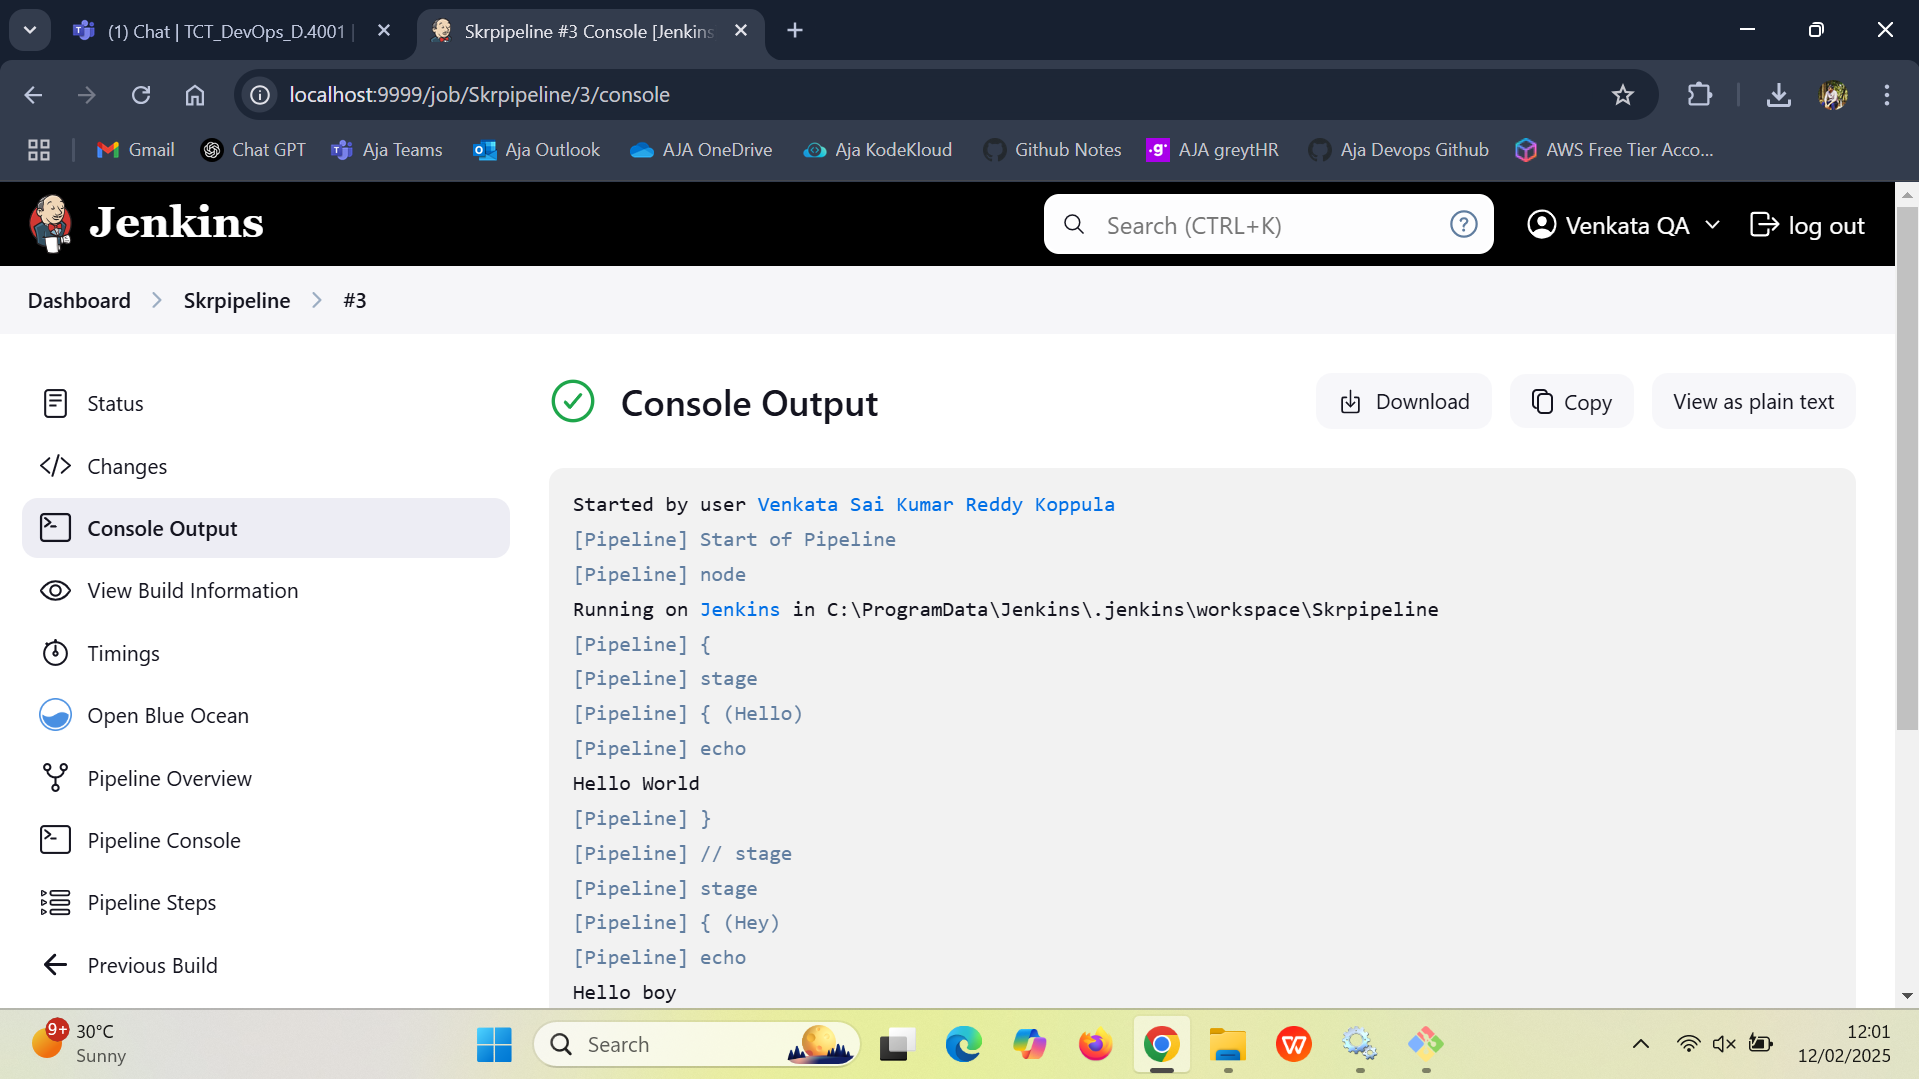 (1) Chat | TCT_DevOps_D.4001 |
Skrpipeline #3 Console [Jenkins
localhost:9999/job/Skrpipeline/3/console
Gmail
Chat GPT
Aja Teams
Aja Outlook
AJA OneDrive
Aja KodeKloud
Github Notes
AJA greytHR
Aja Devops Github
AWS Free Tier Acco...
Jenkins
Search (CTRL+K)
Venkata QA
log out
Dashboard
Skrpipeline
#3
Status
Changes
Console Output
View Build Information
Timings
Open Blue Ocean
Pipeline Overview
Pipeline Console
Pipeline Steps
Previous Build
Console Output
Download
Copy
View as plain text
Started by user Venkata Sai Kumar Reddy Koppula
[Pipeline] Start of Pipeline
[Pipeline] node
Running on Jenkins in C:\ProgramData\Jenkins\.jenkins\workspace\Skrpipeline
[Pipeline] {
[Pipeline] stage
[Pipeline] { (Hello)
[Pipeline] echo
Hello World
[Pipeline] }
[Pipeline] // stage
[Pipeline] stage
[Pipeline] { (Hey)
[Pipeline] echo
Hello boy
9+
30°C
Sunny
Search
12:01
12/02/2025